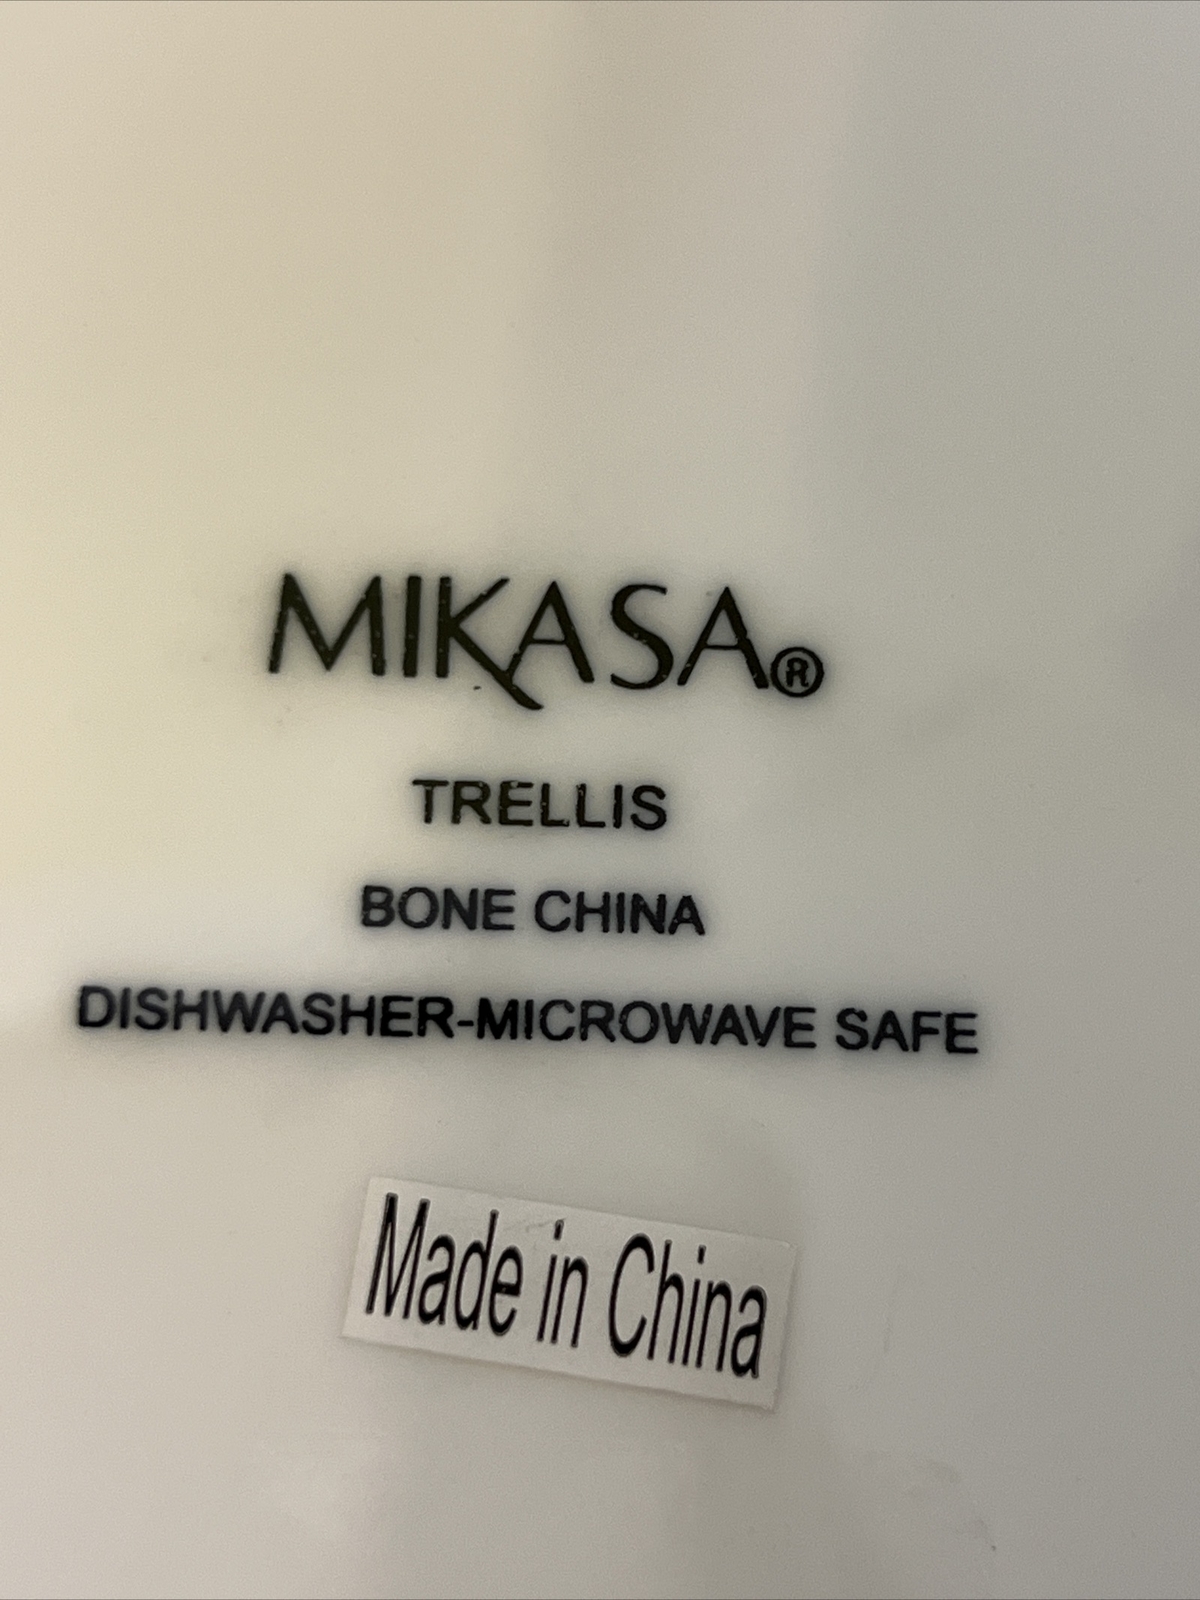 MIKASA®
TRELLIS
BONE CHINA
DISHWASHER-MICROWAVE SAFE
Made in China